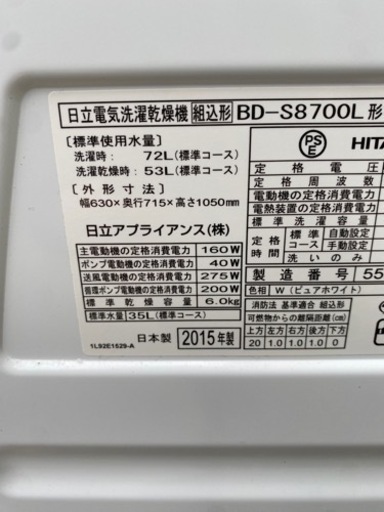 日立電気洗濯乾燥機 組込形 BD-S8700L形
〔標準使用水量〕
洗濯時: 72L(標準コース)
洗濯乾燥時: 53L(標準コース)
〔外形寸法〕
幅630×奥行715×高さ1050mm
日立アプライアンス(株)
主電動機の定格消費電力 160W
ポンプ電動機の定格消費電力 40W
送風電動機の定格消費電力 275W
循環ポンプ電動機の定格消費電力 200W
標準乾燥容量 6.0kg
標準水量 35L(標準コース)
日本製 2015年製
1L92E1529-A
PSE HITA
定格電圧
定格周波数
電動機の定格消費電力
電熱装置の定格消費電力
標準洗濯容量
定格時間 標準 自動設定
手動設定
洗いのみ
製造番号 55
色相 W(ピュアホワイト)
消防法 基準適合 組込形
可燃物からの離隔距離(cm)
上方 左方 右方 後方 下方
20 1.0 1.0 1.0 0